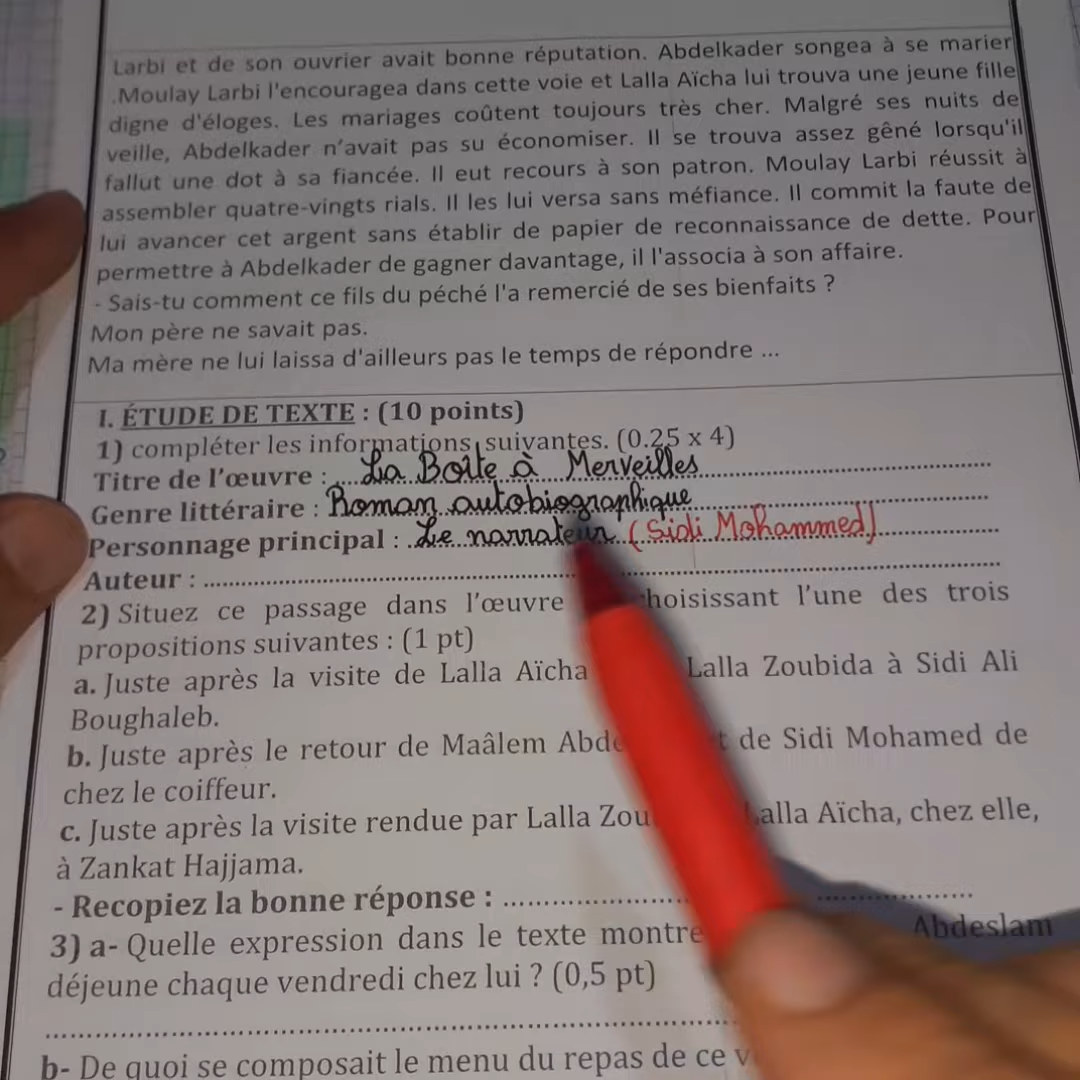 Larbi et de son ouvrier avait bonne réputation. Abdelkader songea à se marier
.Moulay Larbi l'encouragea dans cette voie et Lalla Aïcha lui trouva une jeune fille
digne d'éloges. Les mariages coûtent toujours très cher. Malgré ses nuits de
veille, Abdelkader n'avait pas su économiser. Il se trouva assez gêné lorsqu'il
fallut une dot à sa fiancée. Il eut recours à son patron. Moulay Larbi réussit à
assembler quatre-vingts rials. Il les lui versa sans méfiance. Il commit la faute de
lui avancer cet argent sans établir de papier de reconnaissance de dette. Pour
permettre à Abdelkader de gagner davantage, il l'associa à son affaire.
- Sais-tu comment ce fils du péché l'a remercié de ses bienfaits ?
Mon père ne savait pas.
Ma mère ne lui laissa d'ailleurs pas le temps de répondre ...
I. ÉTUDE DE TEXTE : (10 points)
1) compléter les informations suivantes. (0.25 x 4)
Titre de l'œuvre : La Boîte à Merveilles
Genre littéraire : Roman autobiographique
Personnage principal : Le narrateur (Sidi Mohammed)
Auteur :
2) Situez ce passage dans l'œuvre choisissant l'une des trois
propositions suivantes : (1 pt)
a. Juste après la visite de Lalla Aïcha Lalla Zoubida à Sidi Ali
Boughaleb.
b. Juste après le retour de Maâlem de Sidi Mohamed de
chez le coiffeur.
c. Juste après la visite rendue par Lalla Lalla Aïcha, chez elle,
à Zankat Hajjama.
- Recopiez la bonne réponse :
3) a- Quelle expression dans le texte montre Abdeslam
déjeune chaque vendredi chez lui ? (0,5 pt)
b- De quoi se composait le menu du repas de ce